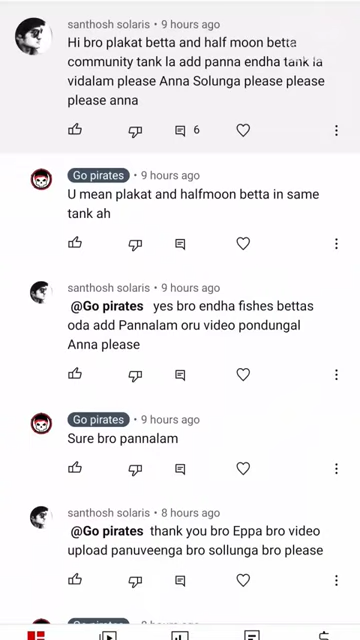 santhosh solaris • 9 hours ago
Hi bro plakat betta and half moon betta
community tank la add panna endha tank la
vidalam please Anna Solunga please please
please anna
6
Go pirates • 9 hours ago
U mean plakat and halfmoon betta in same
tank ah
santhosh solaris • 9 hours ago
@Go pirates yes bro endha fishes bettas
oda add Pannalam oru video pondungal
Anna please
Go pirates • 9 hours ago
Sure bro pannalam
santhosh solaris • 8 hours ago
@Go pirates thank you bro Eppa bro video
upload panuveenga bro sollunga bro please